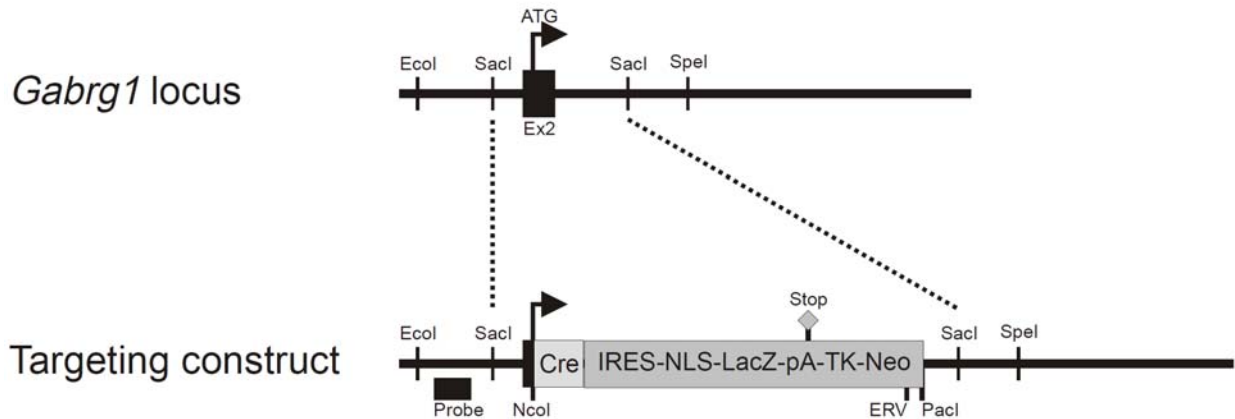 ATG
EcoI SacI SacI SpeI
Gabrg1 locus
Ex2
Stop
EcoI SacI SacI SpeI
Targeting construct
Cre IRES-NLS-LacZ-pA-TK-Neo
Probe NcoI ERV PacI